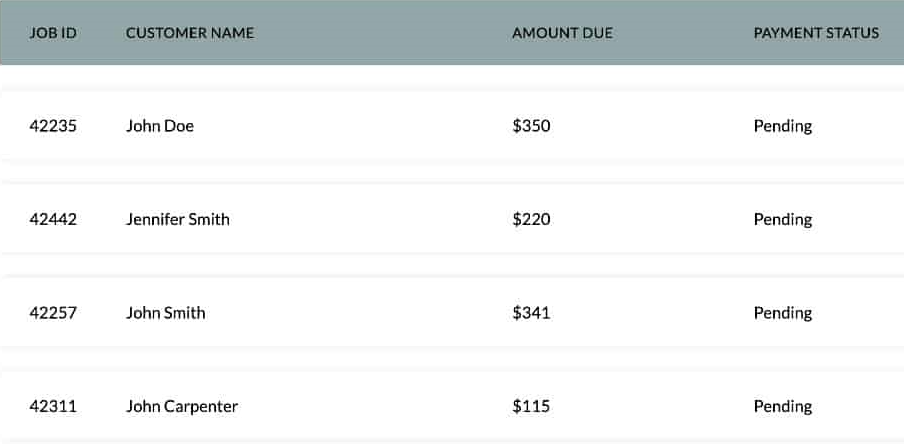 JOB ID CUSTOMER NAME AMOUNT DUE PAYMENT STATUS
42235 John Doe $350 Pending
42442 Jennifer Smith $220 Pending
42257 John Smith $341 Pending
42311 John Carpenter $115 Pending